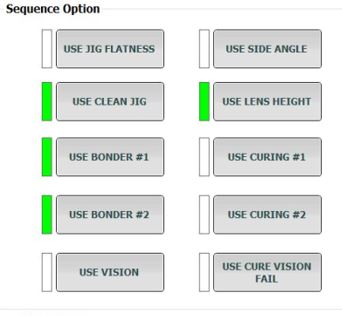 Sequence Option
USE JIG FLATNESS
USE SIDE ANGLE
USE CLEAN JIG
USE LENS HEIGHT
USE BONDER #1
USE CURING #1
USE BONDER #2
USE CURING #2
USE VISION
USE CURE VISION
FAIL